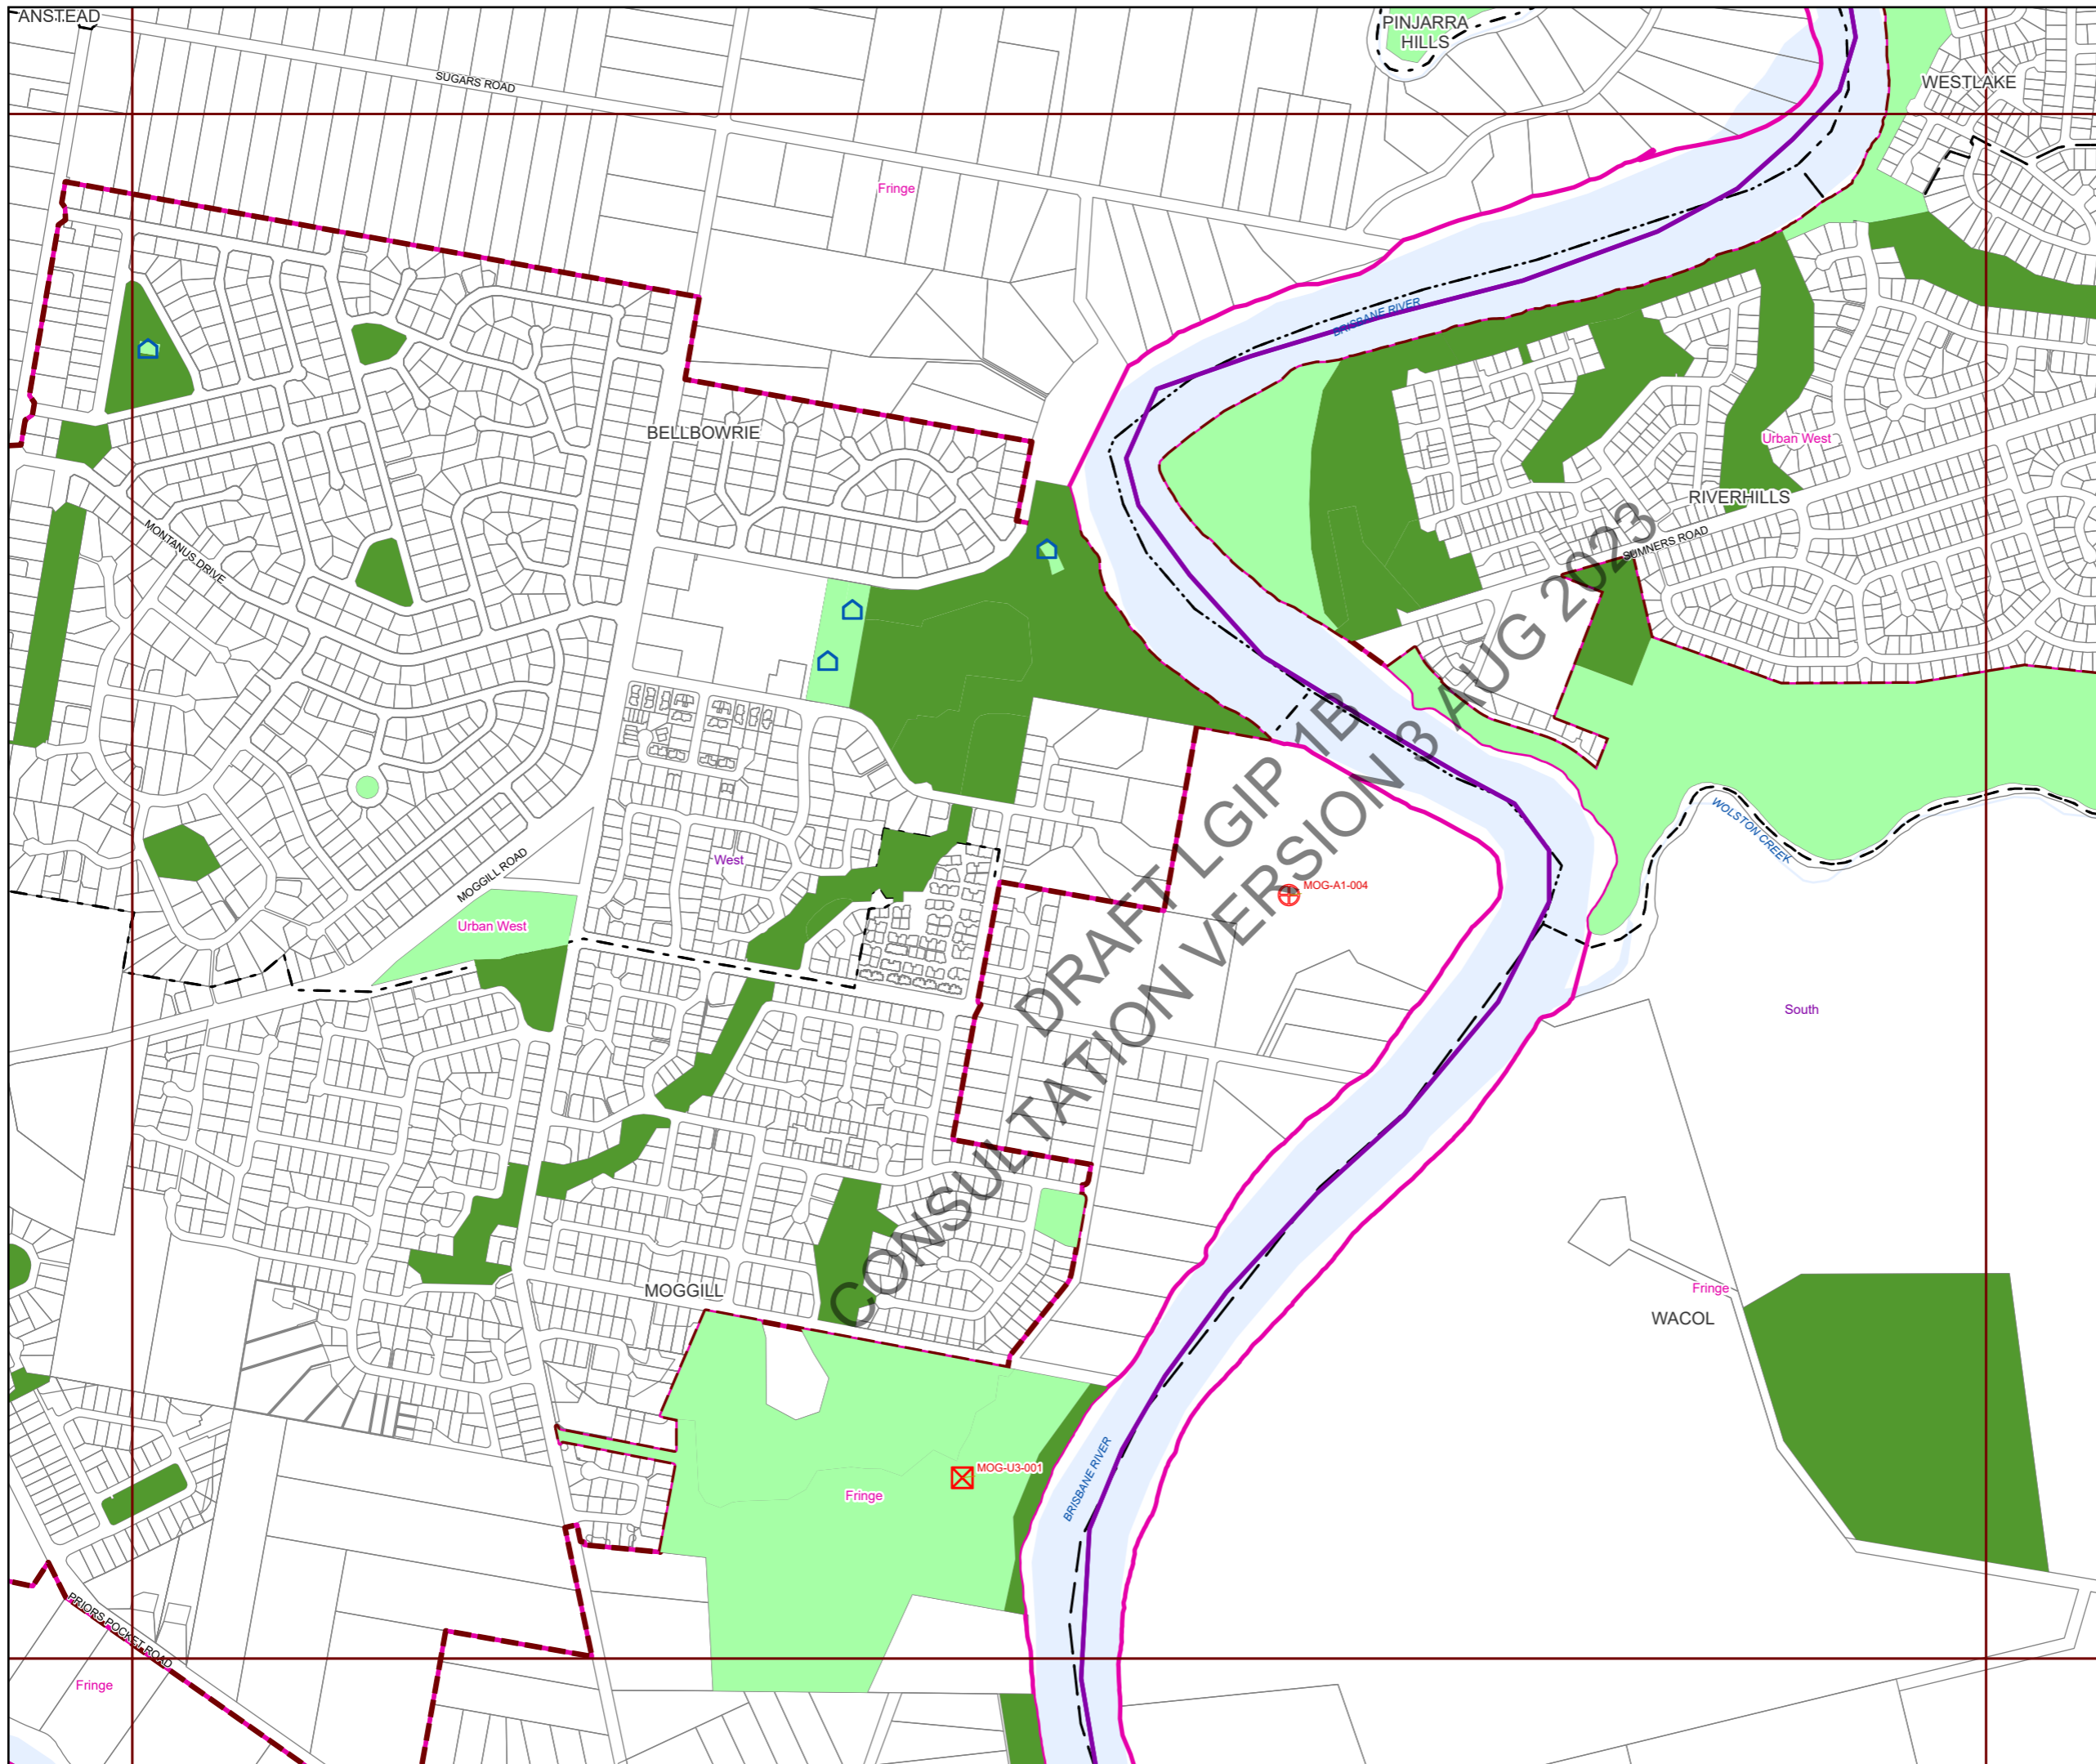 ANSTEAD
PINJARRA
HILLS
WESTLAKE
SUGARS ROAD
Fringe
BRISBANE RIVER
BELLBOWRIE
Urban West
RIVERHILLS
SUMNERS ROAD
MONTANUS DRIVE
WOLSTON CREEK
West
MOGGILL ROAD
MOG-A1-004
Urban West
South
DRAFT LGIP 1B
CONSULTATION VERSION 3 AUG 2023
MOGGILL
Fringe
WACOL
BRISBANE RIVER
MOG-U3-001
Fringe
PRIORS POCKET ROAD
Fringe